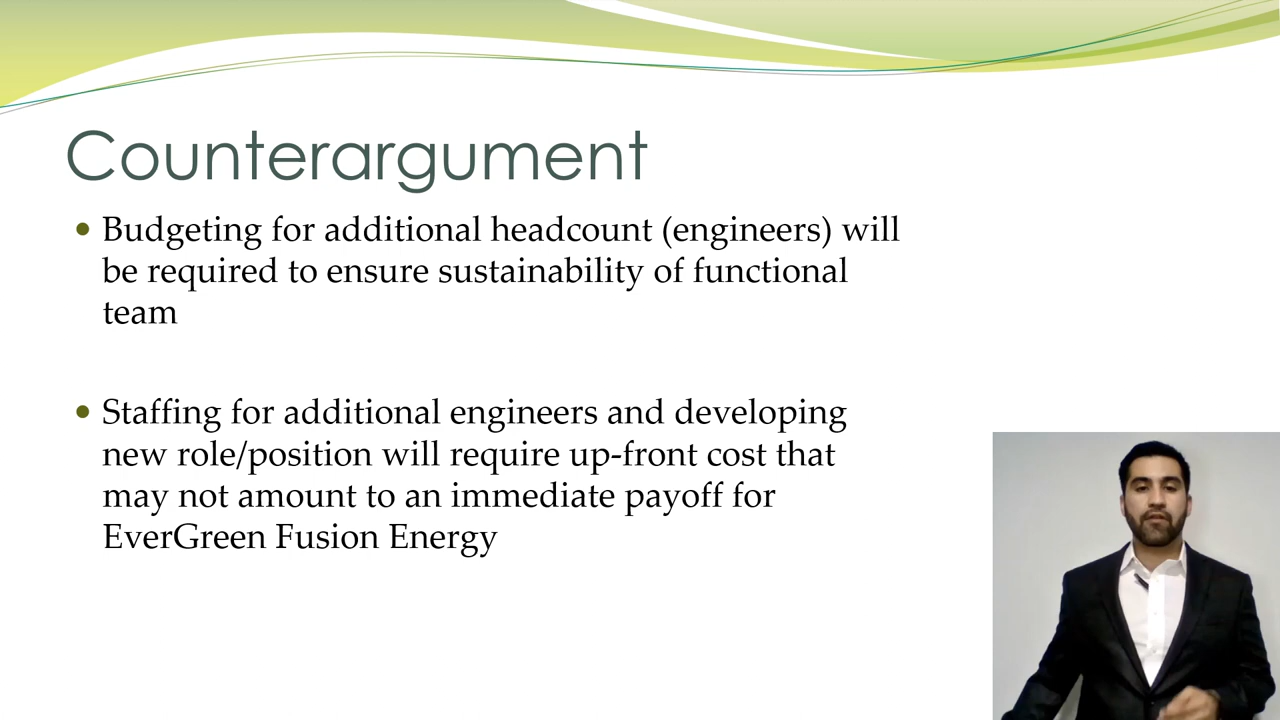 Counterargument
Budgeting for additional headcount (engineers) will
be required to ensure sustainability of functional
team
Staffing for additional engineers and developing
new role/position will require up-front cost that
may not amount to an immediate payoff for
EverGreen Fusion Energy